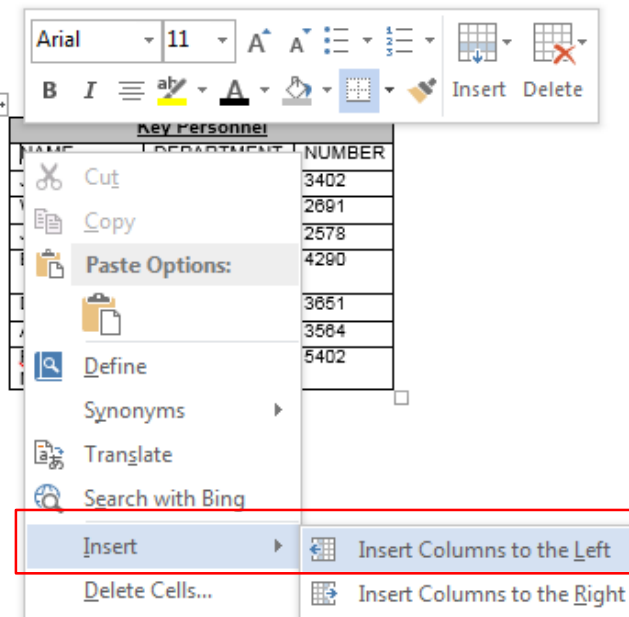 Arial 11
B I Insert Delete
Key Personnel
NAME DEPARTMENT NUMBER
3402
2691
2578
4290
3651
3564
5402
Cut
Copy
Paste Options:
Define
Synonyms
Translate
Search with Bing
Insert
Insert Columns to the Left
Delete Cells...
Insert Columns to the Right